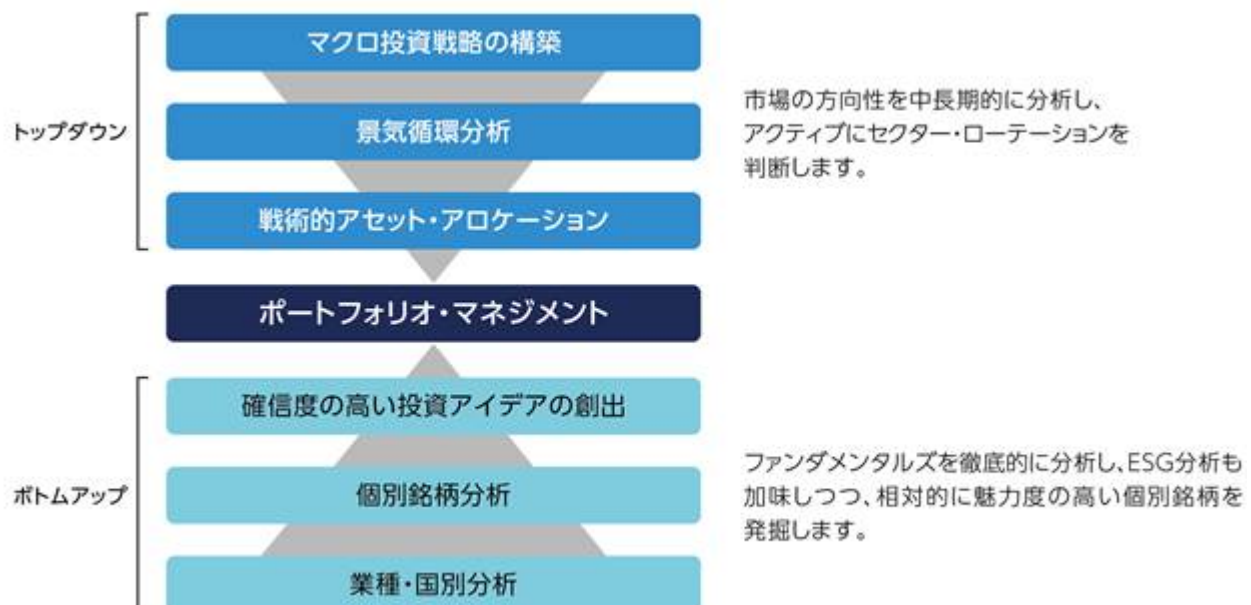 マクロ投資戦略の構築
トップダウン
景気循環分析
戦術的アセット・アロケーション
市場の方向性を中長期的に分析し、
アクティブにセクター・ローテーションを
判断します。
ポートフォリオ・マネジメント
確信度の高い投資アイデアの創出
ボトムアップ
個別銘柄分析
業種・国別分析
ファンダメンタルズを徹底的に分析し、ESG分析も
加味しつつ、相対的に魅力度の高い個別銘柄を
発掘します。